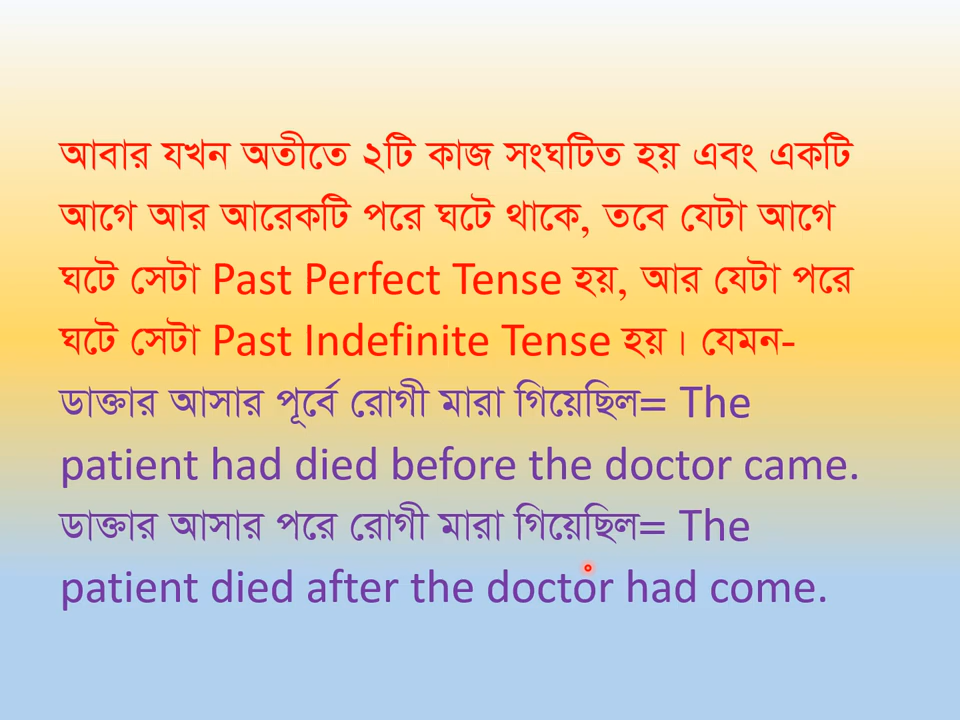 আবার যখন অতীতে ২টি কাজ সংঘটিত হয় এবং একটি
আগে আর আরেকটি পরে ঘটে থাকে, তবে যেটা আগে
ঘটে সেটা Past Perfect Tense হয়, আর যেটা পরে
ঘটে সেটা Past Indefinite Tense হয়। যেমন-
ডাক্তার আসার পূর্বে রোগী মারা গিয়েছিল= The
patient had died before the doctor came.
ডাক্তার আসার পরে রোগী মারা গিয়েছিল= The
patient died after the doctor had come.